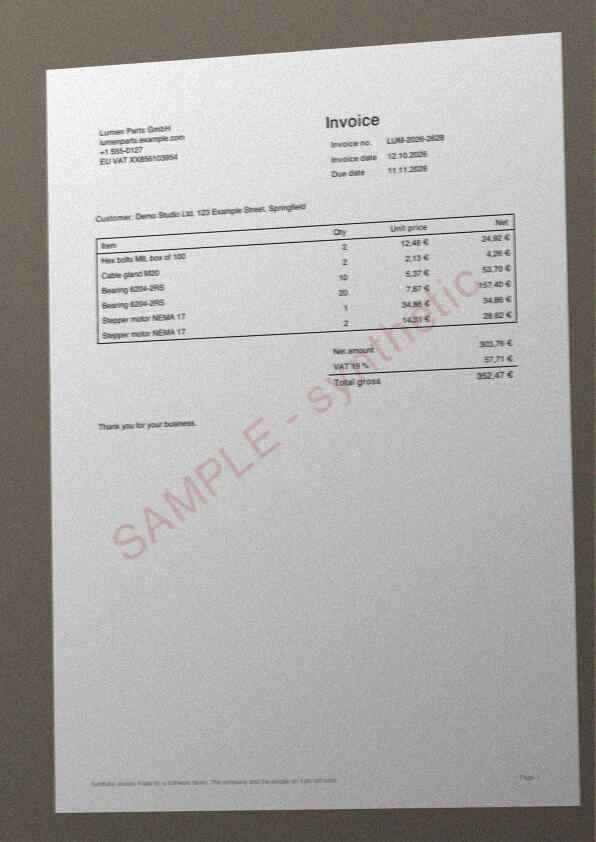 Lumen Parts GmbH
lumenparts.example.com
+1 555-0127
EU VAT XX856103954
Invoice
Invoice no. LUM-2026-2828
Invoice date 12.10.2026
Due date 11.11.2026
Customer: Demo Studio Ltd, 123 Example Street, Springfield
Item Qty Unit price Net
Hex bolts M8, box of 100 2 12,46 € 24,92 €
Cable gland M20 2 2,13 € 4,26 €
Bearing 6204-2RS 10 5,37 € 53,70 €
Bearing 6204-2RS 20 7,87 € 157,40 €
Stepper motor NEMA 17 1 34,86 € 34,86 €
Stepper motor NEMA 17 2 14,31 € 28,62 €
Net amount 303,76 €
VAT 19 % 57,71 €
Total gross 352,47 €
Thank you for your business.
SAMPLE - synthetic
Page